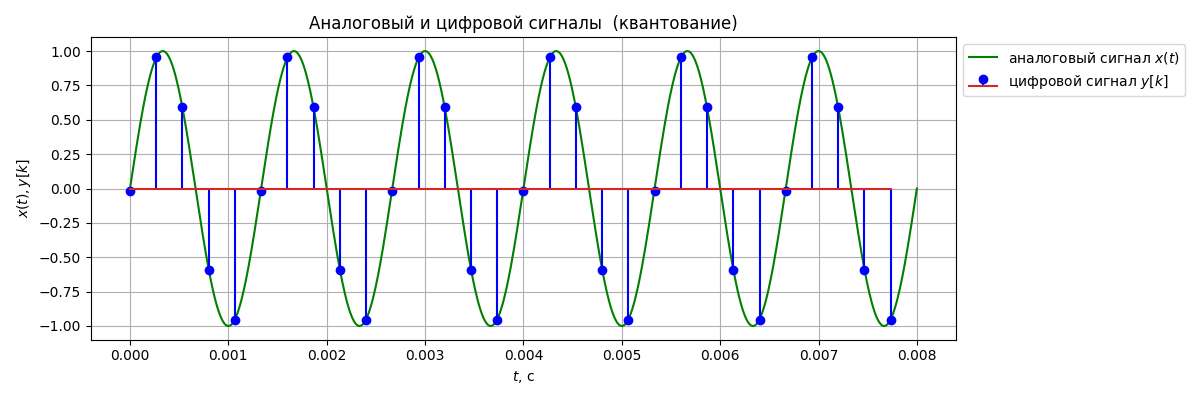 Аналоговый и цифровой сигналы (квантование)
1.00
0.75
0.50
0.25
0.00
−0.25
−0.50
−0.75
−1.00
x(t), y[k]
0.000 0.001 0.002 0.003 0.004 0.005 0.006 0.007 0.008
t, с
аналоговый сигнал x(t)
цифровой сигнал y[k]